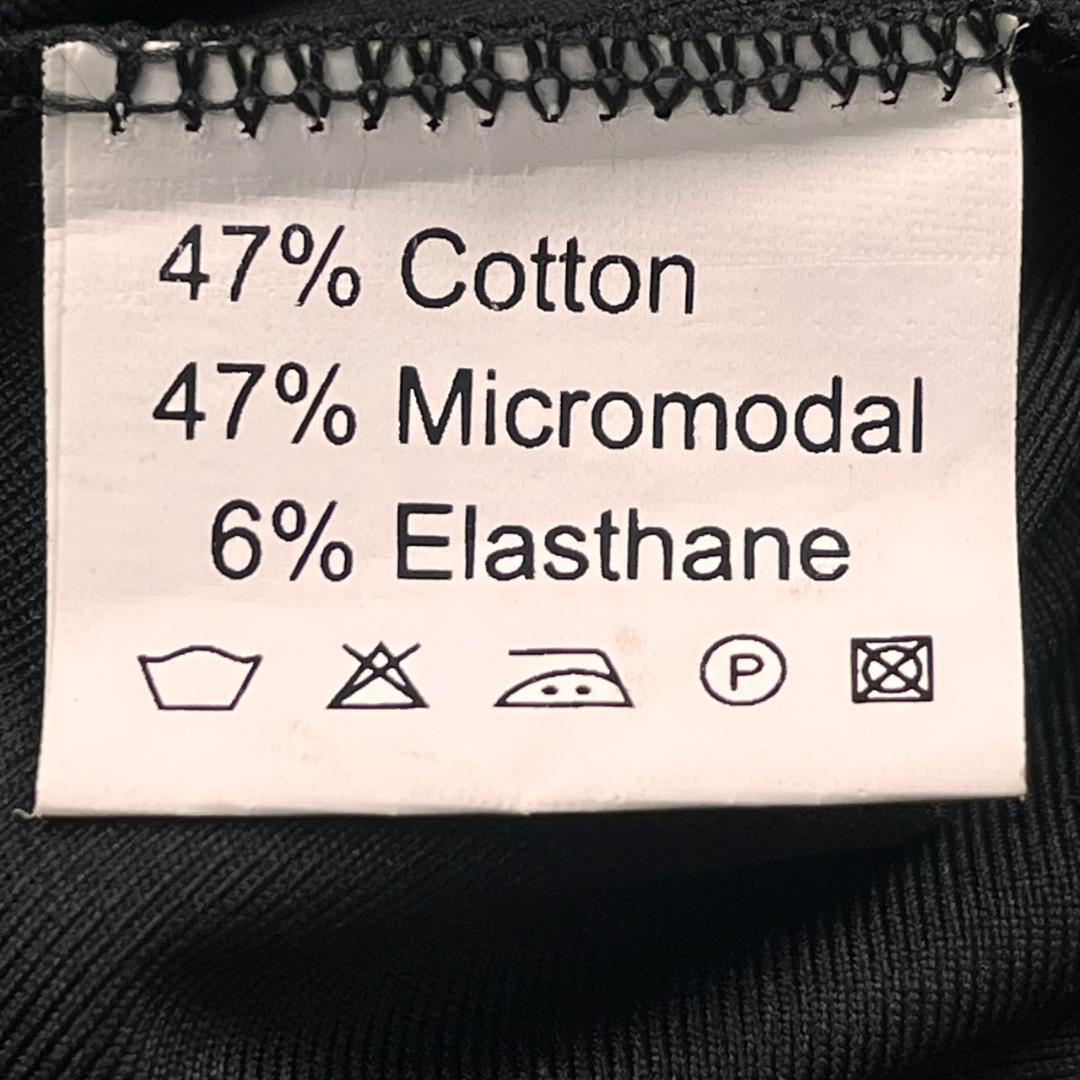 47% Cotton
47% Micromodal
6% Elasthane
P